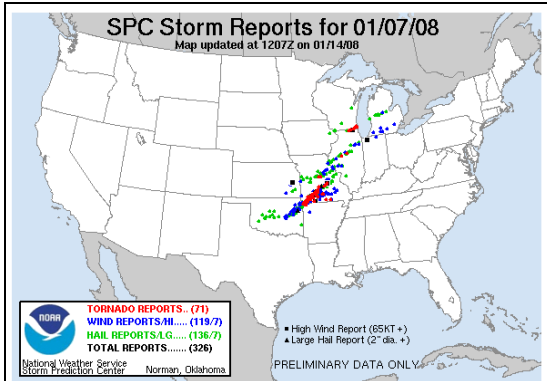 SPC Storm Reports for 01/07/08
Map updated at 1207Z on 01/14/08
NOAA
TORNADO REPORTS.. (71)
WIND REPORTS/HI..... (119/7)
HAIL REPORTS/LG..... (136/7)
TOTAL REPORTS....... (326)
National Weather Service
Storm Prediction Center Norman, Oklahoma
High Wind Report (65KT +)
Large Hail Report (2" dia. +)
PRELIMINARY DATA ONLY